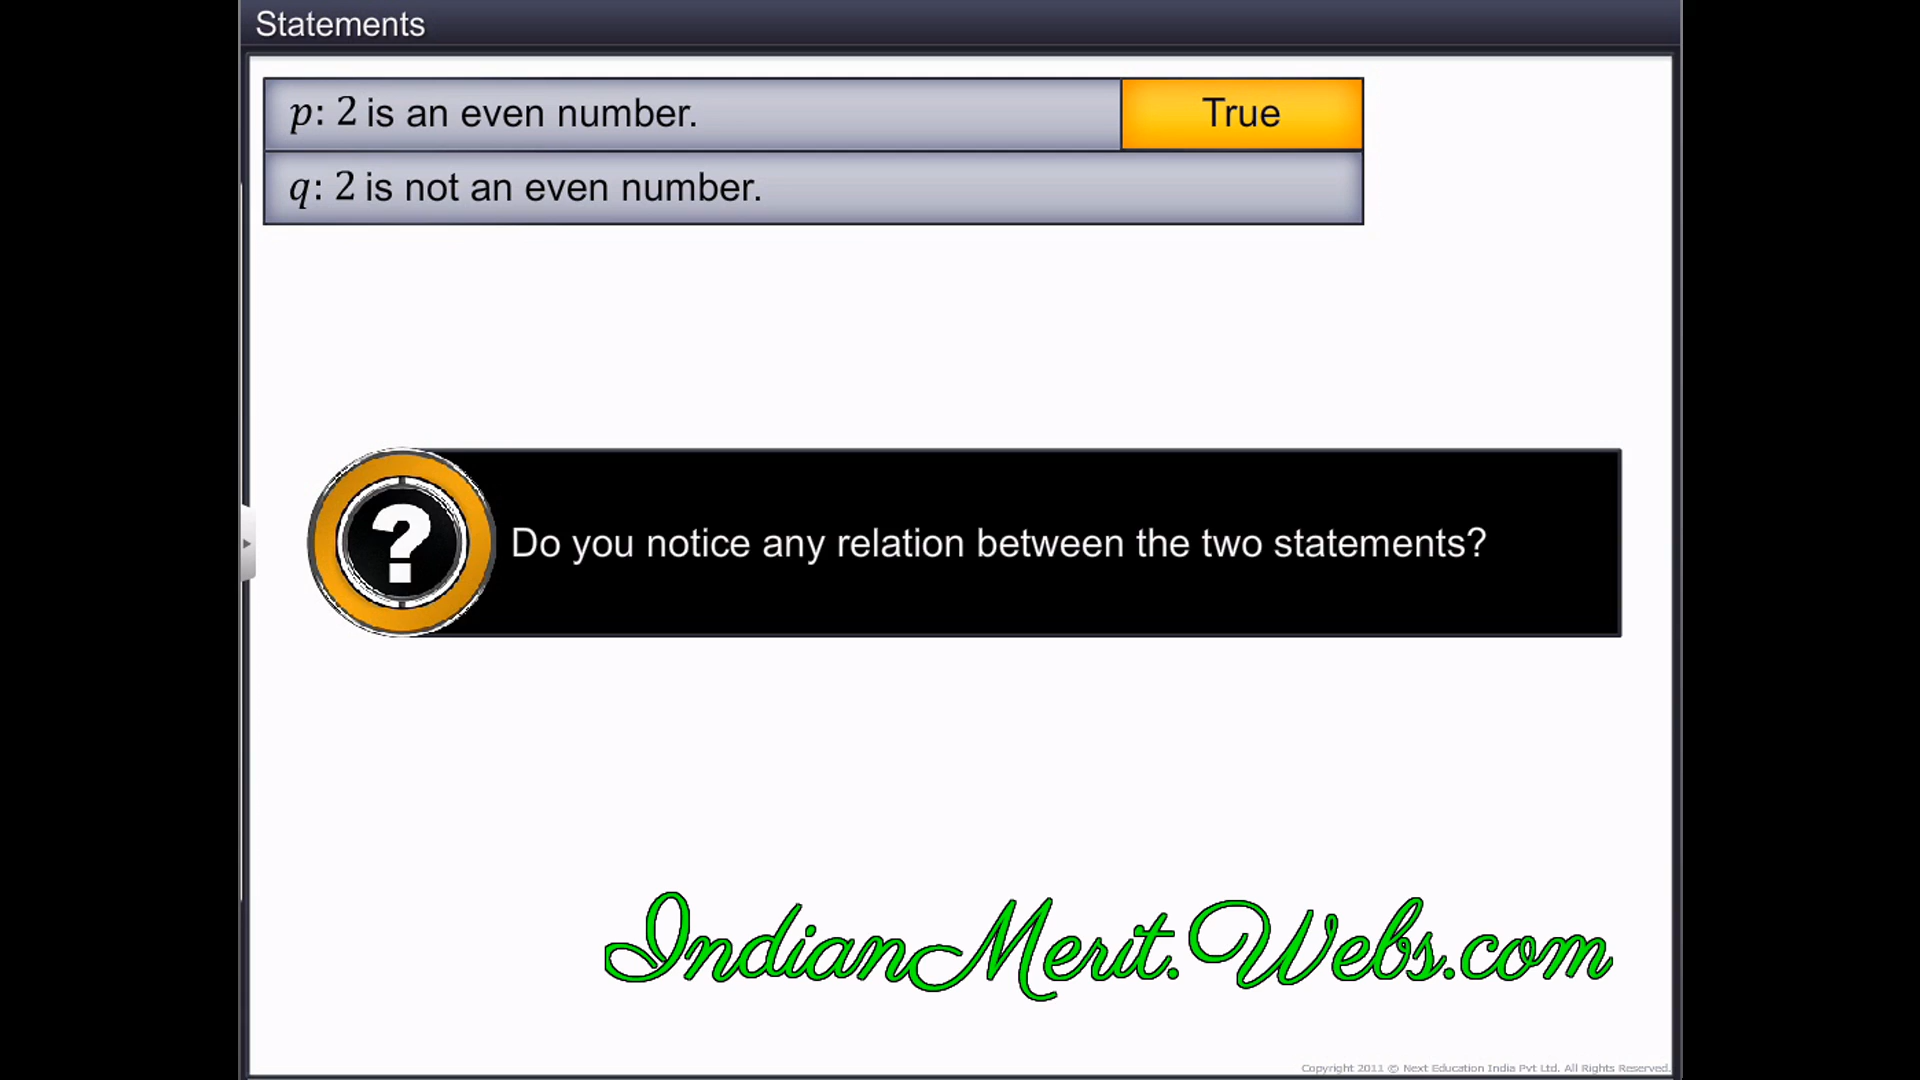 Statements
p: 2 is an even number.
True
q: 2 is not an even number.
?
Do you notice any relation between the two statements?
IndianMerit.Webs.com
Copyright 2011 © Next Education India Pvt Ltd. All Rights Reserved.